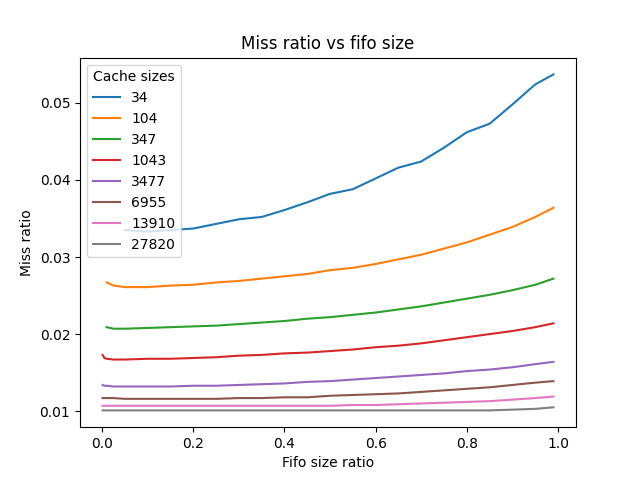 Miss ratio vs fifo size
Cache sizes
34
104
347
1043
3477
6955
13910
27820
0.05
0.04
0.03
0.02
0.01
Miss ratio
0.0 0.2 0.4 0.6 0.8 1.0
Fifo size ratio